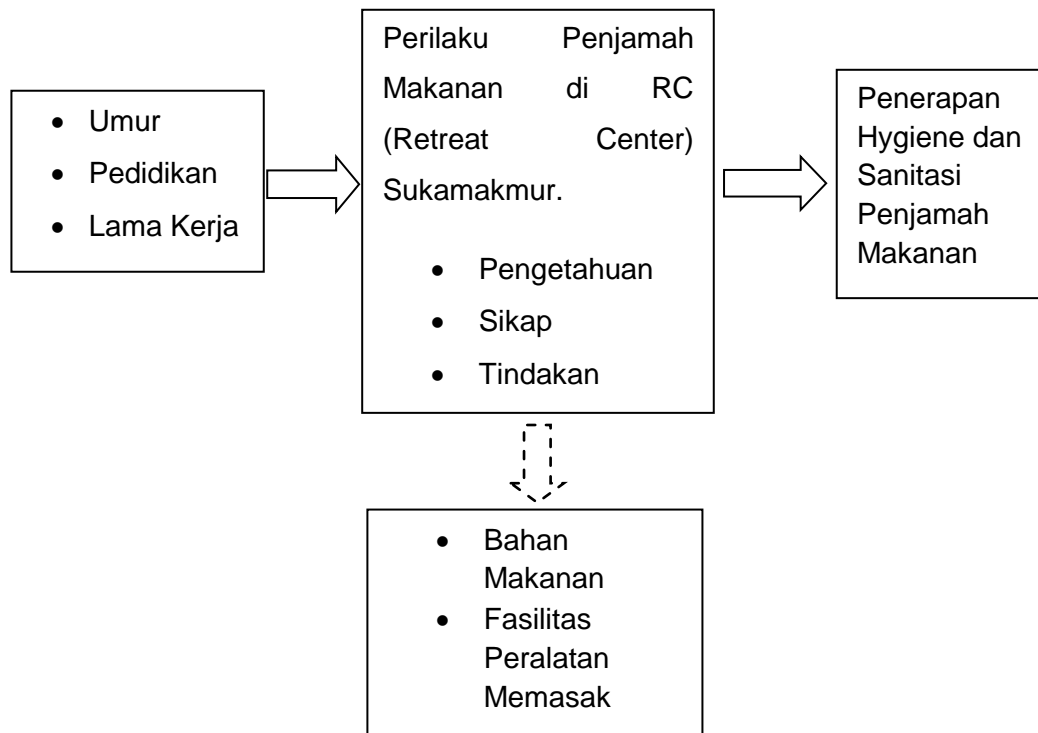 • Umur
• Pedidikan
• Lama Kerja
Perilaku Penjamah
Makanan di RC
(Retreat Center)
Sukamakmur.
• Pengetahuan
• Sikap
• Tindakan
Penerapan
Hygiene dan
Sanitasi
Penjamah
Makanan
• Bahan
Makanan
• Fasilitas
Peralatan
Memasak